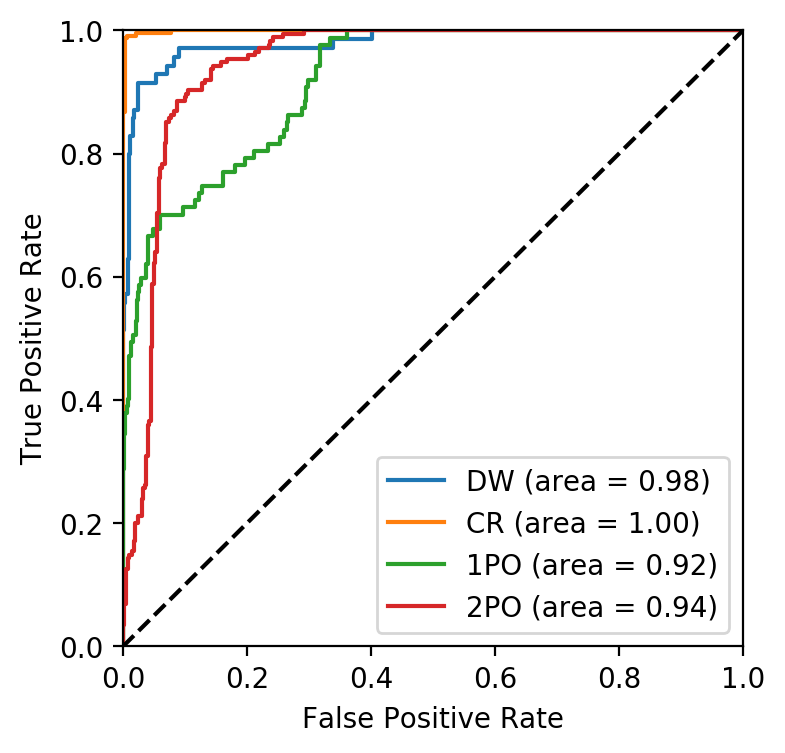 1.0
0.8
0.6
0.4
0.2
0.0
True Positive Rate
DW (area = 0.98)
CR (area = 1.00)
1PO (area = 0.92)
2PO (area = 0.94)
0.0 0.2 0.4 0.6 0.8 1.0
False Positive Rate